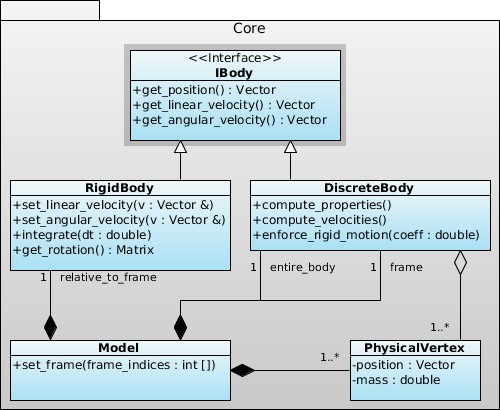 Core
<<Interface>>
IBody
+get_position() : Vector
+get_linear_velocity() : Vector
+get_angular_velocity() : Vector
RigidBody
+set_linear_velocity(v : Vector &)
+set_angular_velocity(v : Vector &)
+integrate(dt : double)
+get_rotation() : Matrix
DiscreteBody
+compute_properties()
+compute_velocities()
+enforce_rigid_motion(coeff : double)
1 relative_to_frame
1 entire_body
1 frame
1..*
Model
+set_frame(frame_indices : int [])
1..*
PhysicalVertex
-position : Vector
-mass : double